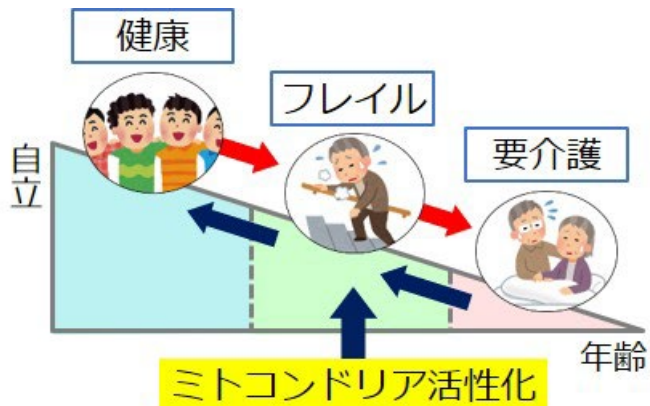 健康
フレイル
要介護
自立
年齢
ミトコンドリア活性化